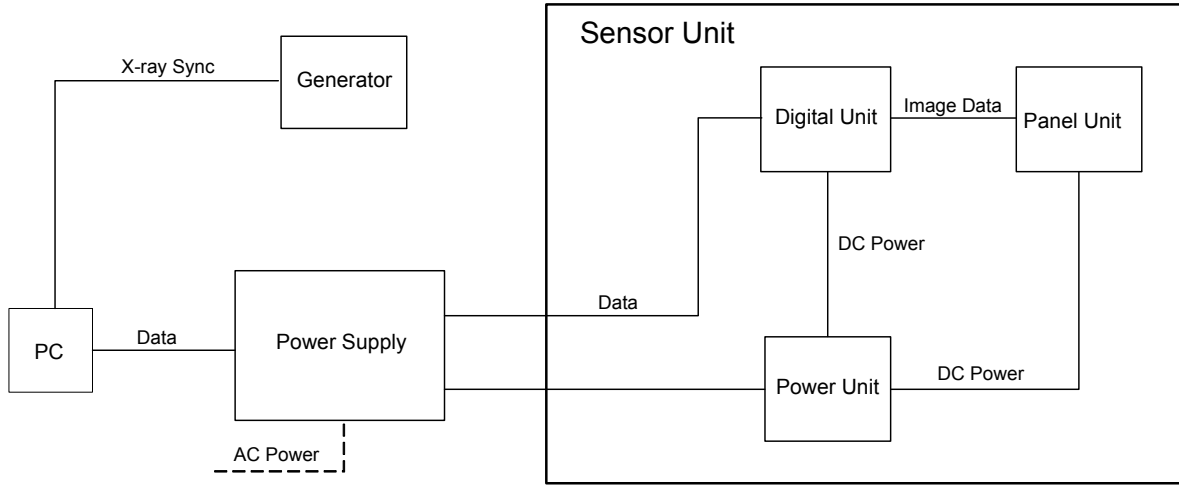 Sensor Unit
X-ray Sync
Generator
Digital Unit
Image Data
Panel Unit
DC Power
Data
PC
Data
Power Supply
Power Unit
DC Power
AC Power